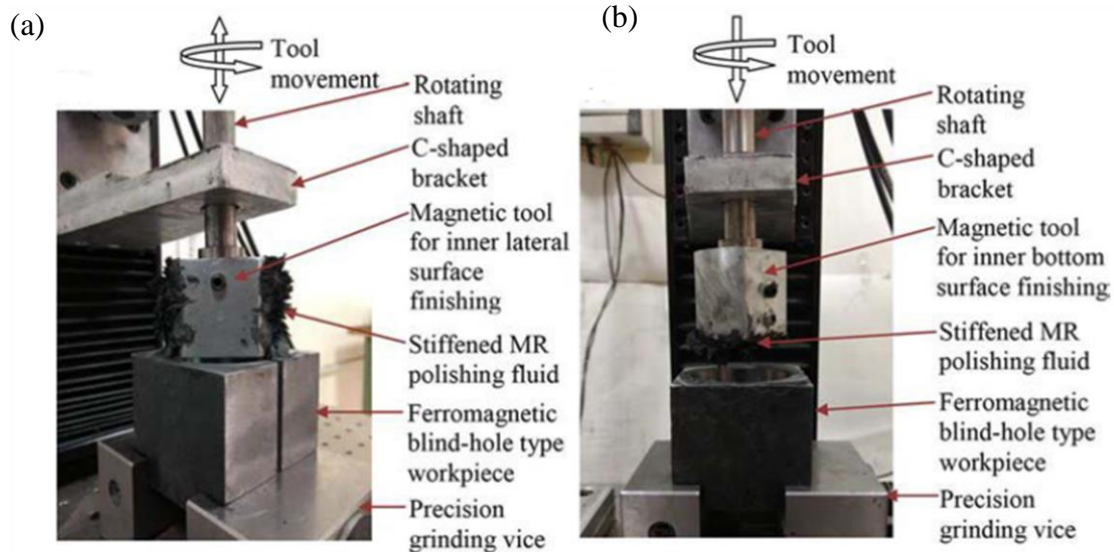 (a)
Tool
movement
Rotating
shaft
C-shaped
bracket
Magnetic tool
for inner lateral
surface
finishing
Stiffened MR
polishing fluid
Ferromagnetic
blind-hole type
workpiece
Precision
grinding vice
(b)
Tool
movement
Rotating
shaft
C-shaped
bracket
Magnetic tool
for inner bottom
surface finishing
Stiffened MR
polishing fluid
Ferromagnetic
blind-hole type
workpiece
Precision
grinding vice